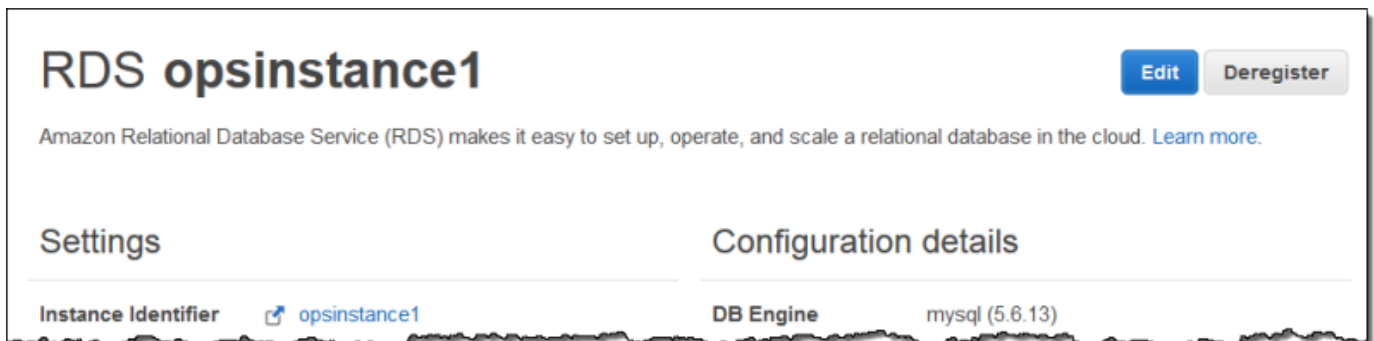 RDS opsinstance1
Edit
Deregister
Amazon Relational Database Service (RDS) makes it easy to set up, operate, and scale a relational database in the cloud. Learn more.
Settings
Configuration details
Instance Identifier opsinstance1
DB Engine mysql (5.6.13)